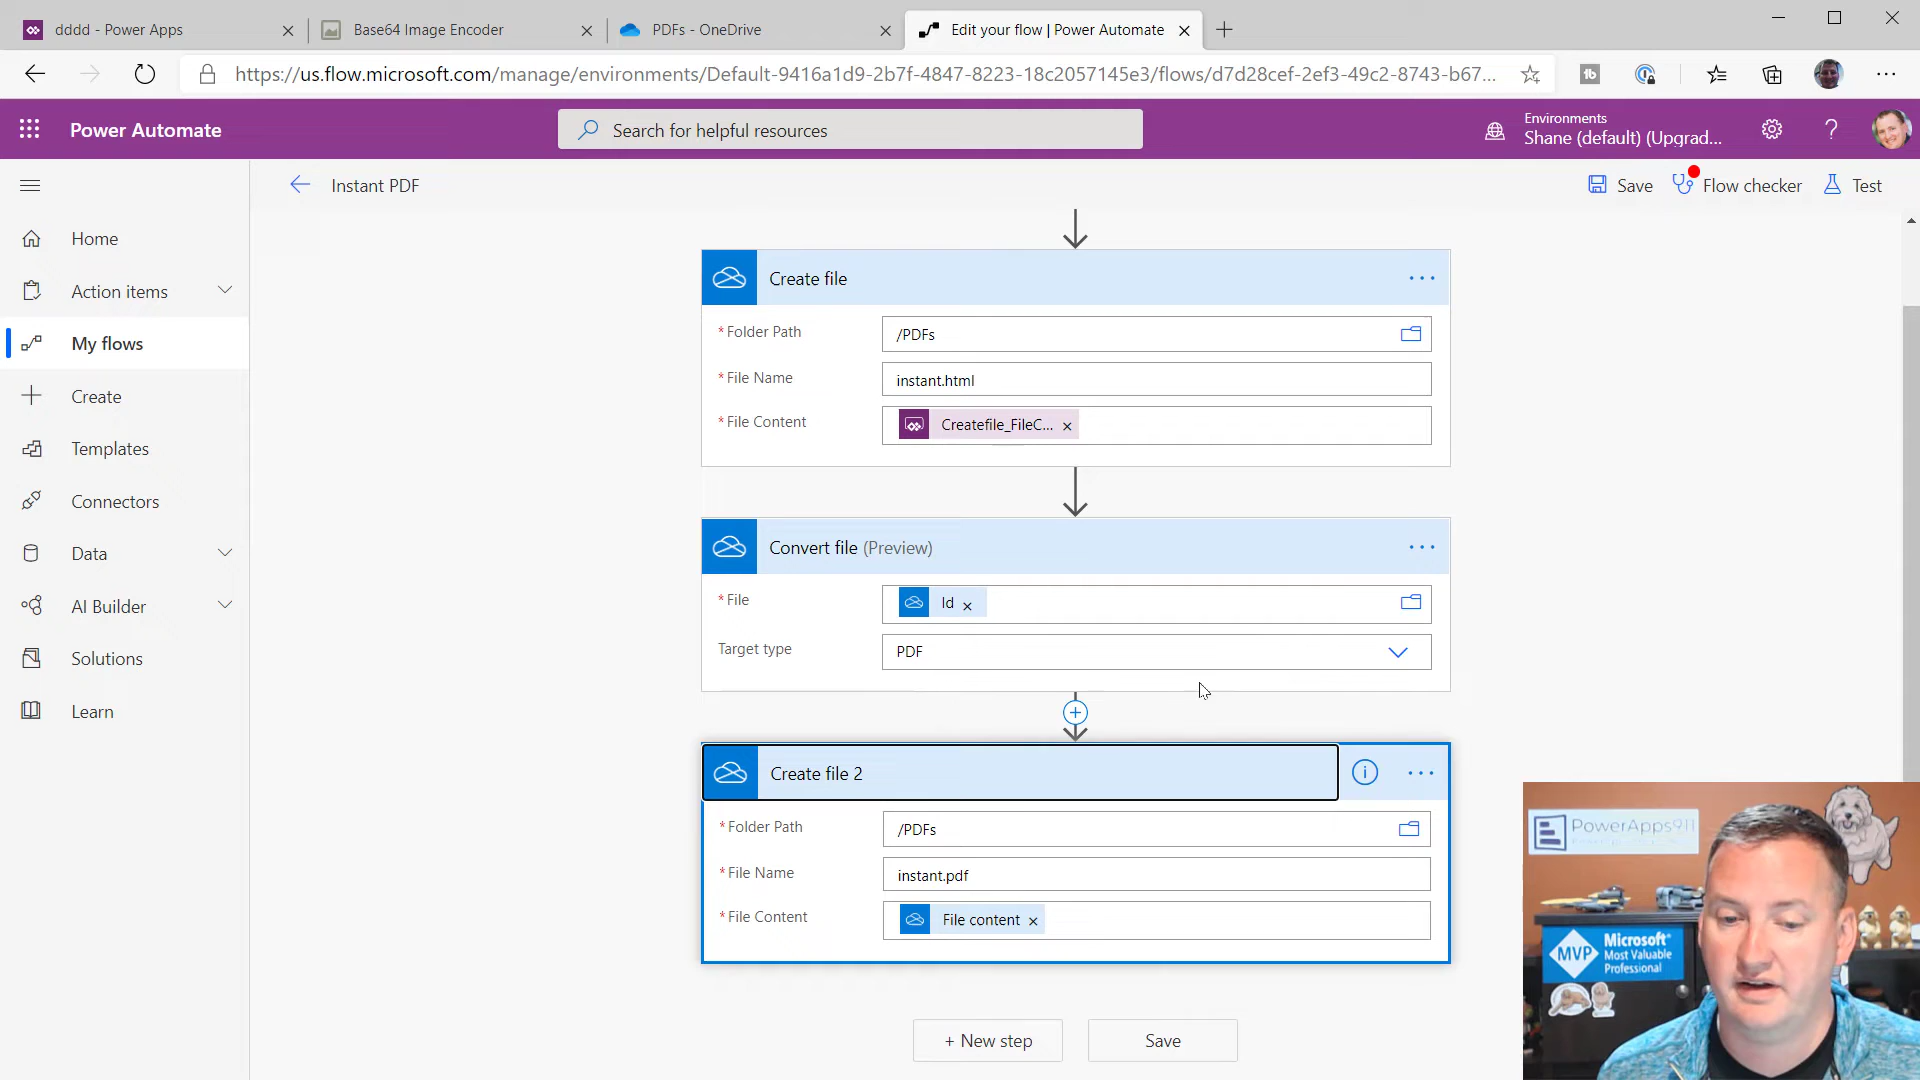 dddd - Power Apps
Base64 Image Encoder
PDFs - OneDrive
Edit your flow | Power Automate
https://us.flow.microsoft.com/manage/environments/Default-9416a1d9-2b7f-4847-8223-18c2057145e3/flows/d7d28cef-2ef3-49c2-8743-b67...
Power Automate
Search for helpful resources
Environments
Shane (default) (Upgrad...
Instant PDF
Save
Flow checker
Test
Home
Action items
My flows
Create
Templates
Connectors
Data
AI Builder
Solutions
Learn
Create file
* Folder Path
/PDFs
* File Name
instant.html
* File Content
Createfile_FileC...
Convert file (Preview)
* File
Id
Target type
PDF
Create file 2
* Folder Path
/PDFs
* File Name
instant.pdf
* File Content
File content
+ New step
Save
PowerApps911
MVP
Microsoft®
Most Valuable
Professional